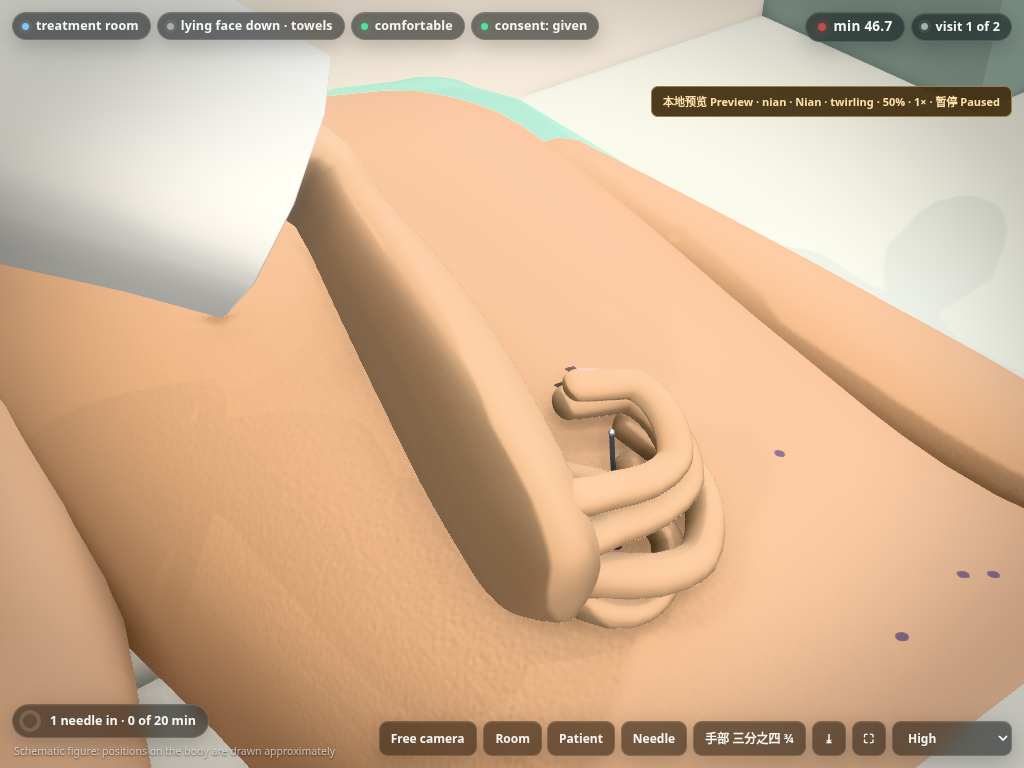 treatment room
lying face down · towels
comfortable
consent: given
min 46.7
visit 1 of 2
本地预览 Preview · nian · Nian · twirling · 50% · 1× · 暂停 Paused
1 needle in · 0 of 20 min
Schematic figure: positions on the body are drawn approximately
Free camera
Room
Patient
Needle
手部 三分之四 ¾
High